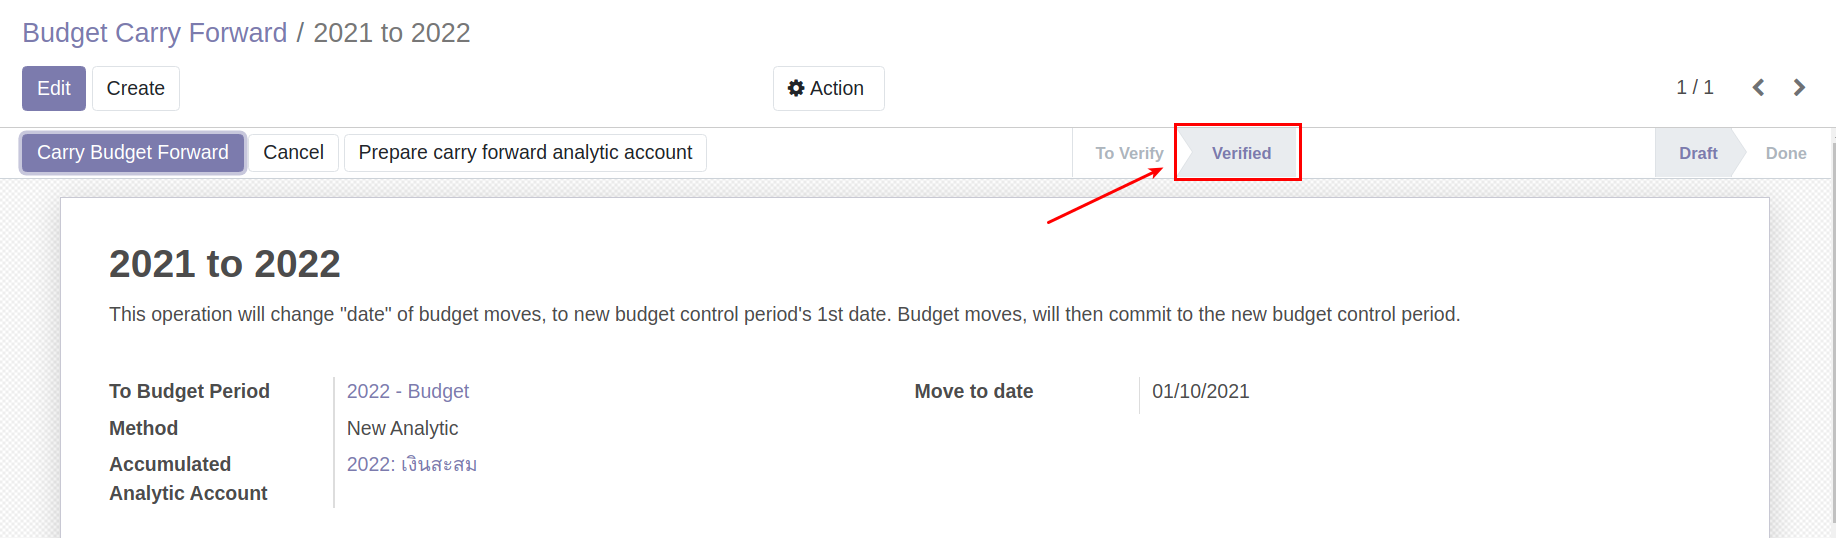 Budget Carry Forward / 2021 to 2022
Edit Create Action 1 / 1
Carry Budget Forward Cancel Prepare carry forward analytic account To Verify Verified Draft Done
2021 to 2022
This operation will change "date" of budget moves, to new budget control period's 1st date. Budget moves, will then commit to the new budget control period.
To Budget Period 2022 - Budget Move to date 01/10/2021
Method New Analytic
Accumulated 2022: เงินสะสม
Analytic Account